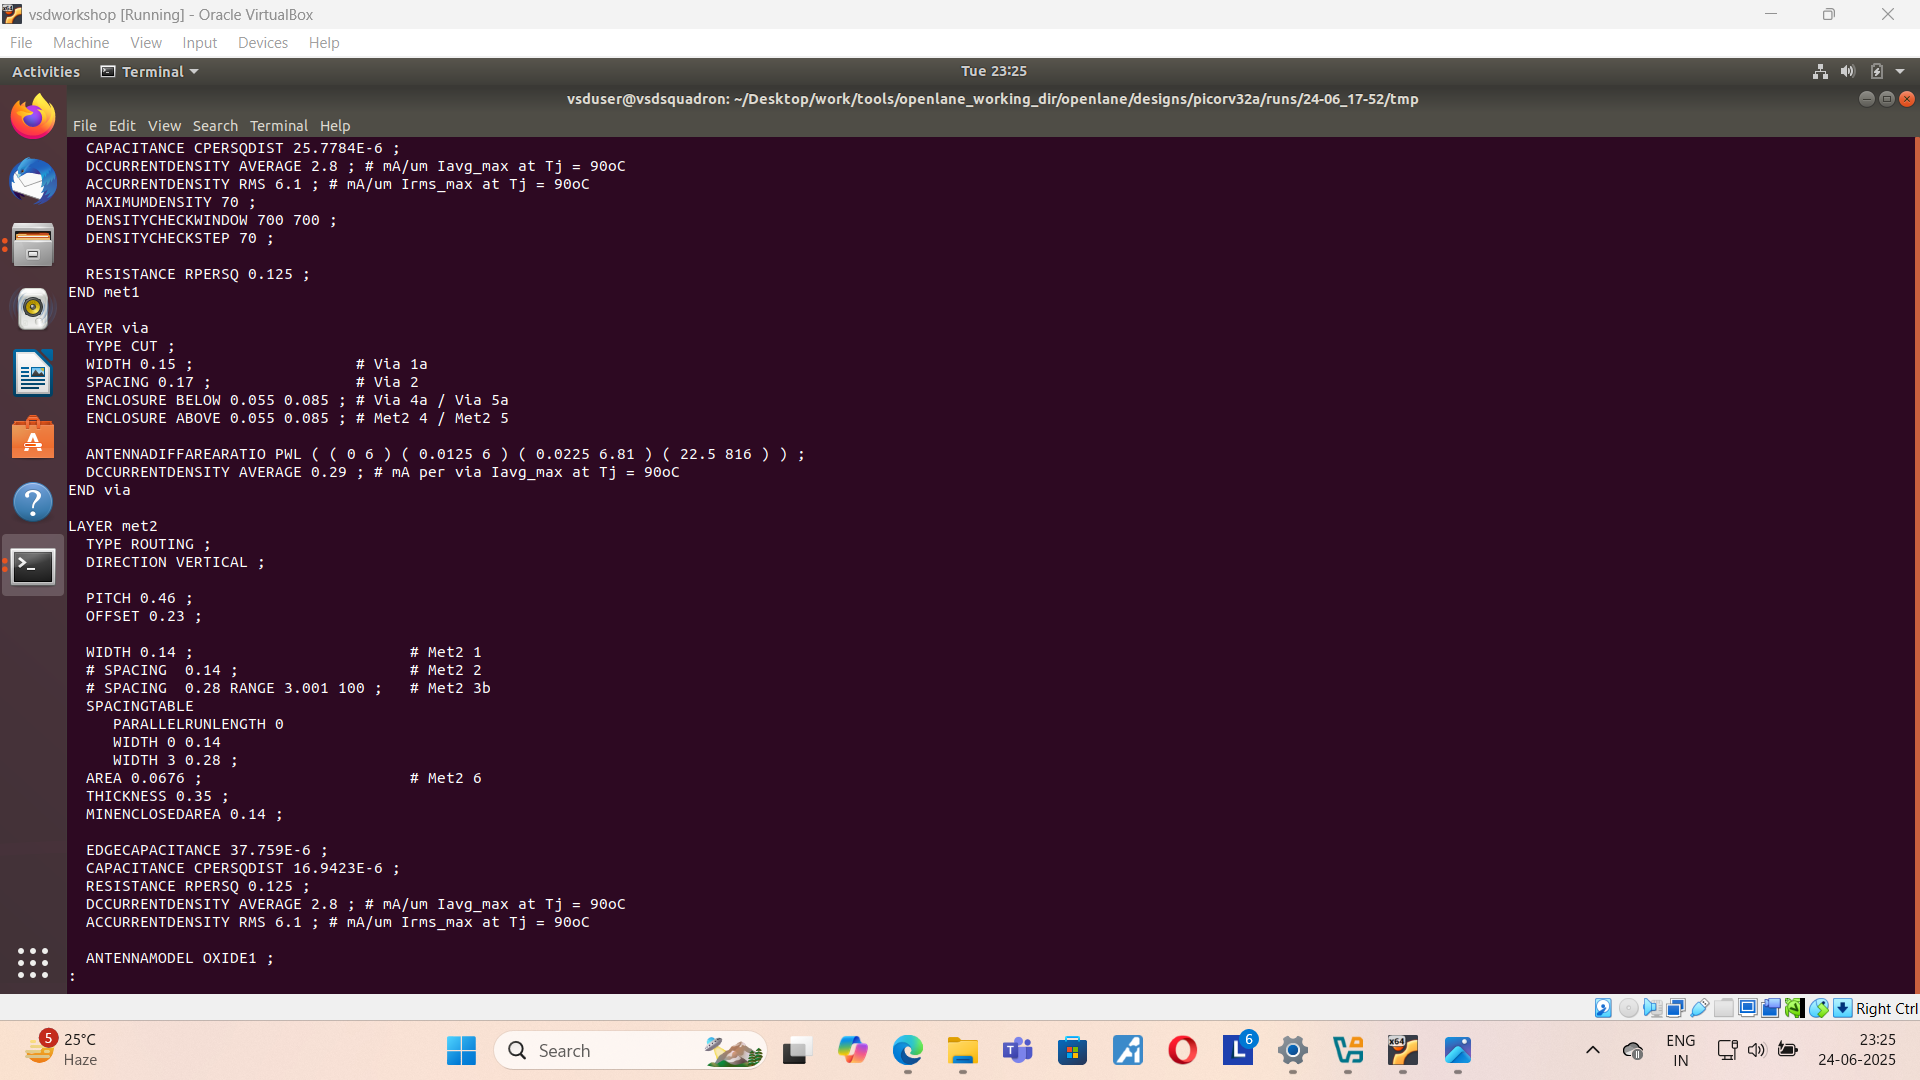 vsdworkshop [Running] - Oracle VirtualBox
File Machine View Input Devices Help
Activities Terminal Tue 23:25
vsduser@vsdsquadron: ~/Desktop/work/tools/openlane_working_dir/openlane/designs/picorv32a/runs/24-06_17-52/tmp
File Edit View Search Terminal Help
CAPACITANCE CPERSQDIST 25.7784E-6 ;
DCCURRENTDENSITY AVERAGE 2.8 ; # mA/um Iavg_max at Tj = 90oC
ACCURRENTDENSITY RMS 6.1 ; # mA/um Irms_max at Tj = 90oC
MAXIMUMDENSITY 70 ;
DENSITYCHECKWINDOW 700 700 ;
DENSITYCHECKSTEP 70 ;
RESISTANCE RPERSQ 0.125 ;
END met1
LAYER via
TYPE CUT ;
WIDTH 0.15 ; # Via 1a
SPACING 0.17 ; # Via 2
ENCLOSURE BELOW 0.055 0.085 ; # Via 4a / Via 5a
ENCLOSURE ABOVE 0.055 0.085 ; # Met2 4 / Met2 5
ANTENNADIFFAREARATIO PWL ( ( 0 6 ) ( 0.0125 6 ) ( 0.0225 6.81 ) ( 22.5 816 ) ) ;
DCCURRENTDENSITY AVERAGE 0.29 ; # mA per via Iavg_max at Tj = 90oC
END via
LAYER met2
TYPE ROUTING ;
DIRECTION VERTICAL ;
PITCH 0.46 ;
OFFSET 0.23 ;
WIDTH 0.14 ; # Met2 1
# SPACING 0.14 ; # Met2 2
# SPACING 0.28 RANGE 3.001 100 ; # Met2 3b
SPACINGTABLE
PARALLELRUNLENGTH 0
WIDTH 0 0.14
WIDTH 3 0.28 ;
AREA 0.0676 ; # Met2 6
THICKNESS 0.35 ;
MINENCLOSEDAREA 0.14 ;
EDGECAPACITANCE 37.759E-6 ;
CAPACITANCE CPERSQDIST 16.9423E-6 ;
RESISTANCE RPERSQ 0.125 ;
DCCURRENTDENSITY AVERAGE 2.8 ; # mA/um Iavg_max at Tj = 90oC
ACCURRENTDENSITY RMS 6.1 ; # mA/um Irms_max at Tj = 90oC
ANTENNAMODEL OXIDE1 ;
:
Right Ctrl
5
25°C
Haze
Search
6
ENG
IN
23:25
24-06-2025